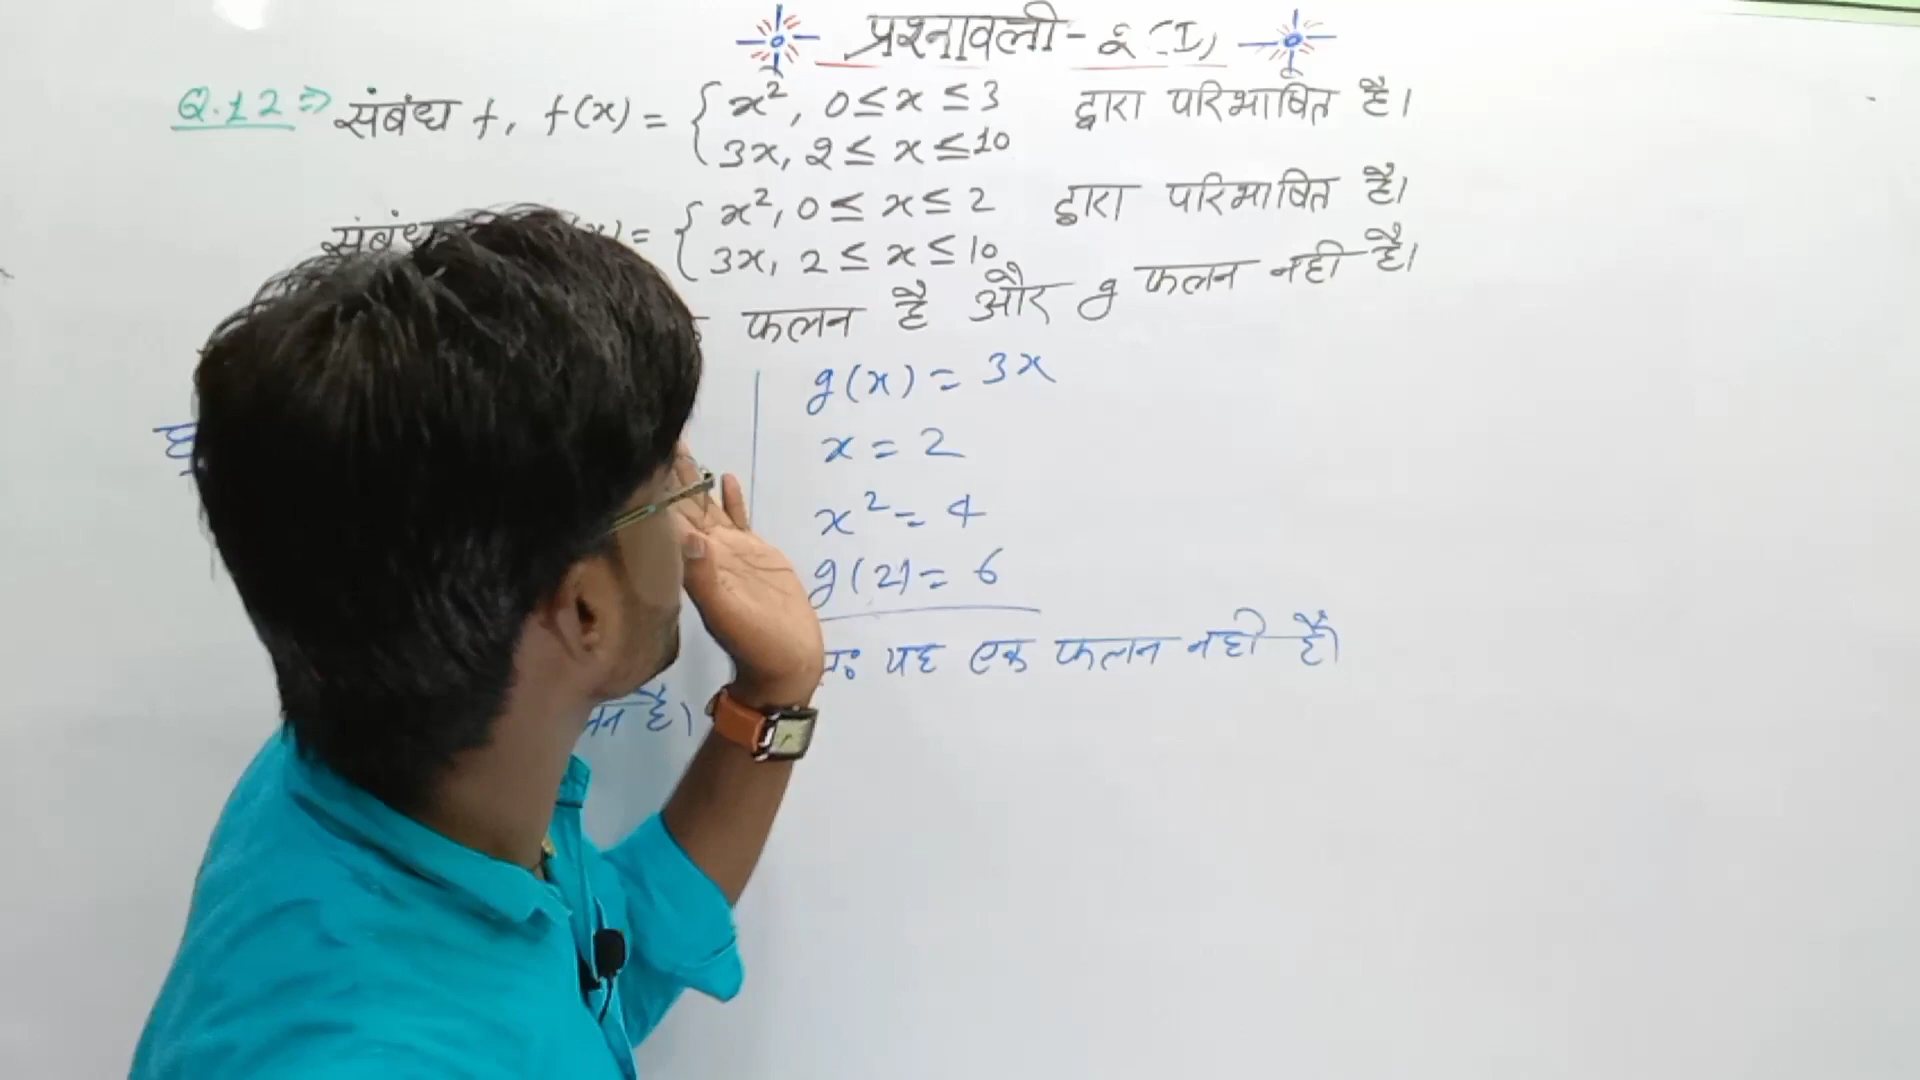 प्रश्नावली- 2 (I)
Q.12 ⇒ संबंध f, f(x) = { x², 0 ≤ x ≤ 3 द्वारा परिभाषित है।
3x, 2 ≤ x ≤ 10
संबंध = { x², 0 ≤ x ≤ 2 द्वारा परिभाषित है।
3x, 2 ≤ x ≤ 10
फलन है और g फलन नही है।
g(x) = 3x
x = 2
x² = 4
g(2) = 6
यह एक फलन नही है।
है।